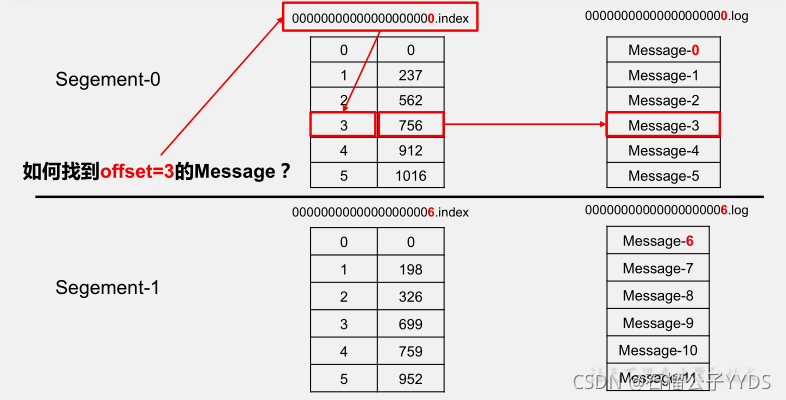 00000000000000000000.index
00000000000000000000.log
Segement-0
0 0
1 237
2 562
3 756
4 912
5 1016
Message-0
Message-1
Message-2
Message-3
Message-4
Message-5
如何找到offset=3的Message？
00000000000000000006.index
00000000000000000006.log
Segement-1
0 0
1 198
2 326
3 699
4 759
5 952
Message-6
Message-7
Message-8
Message-9
Message-10
Message-11
CSDN @石榴公子YYDS